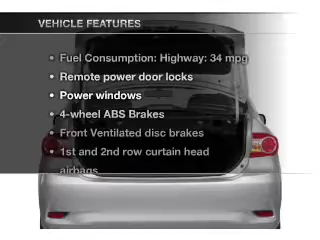 VEHICLE FEATURES
• Fuel Consumption: Highway: 34 mpg
• Remote power door locks
• Power windows
• 4-wheel ABS Brakes
• Front Ventilated disc brakes
• 1st and 2nd row curtain head
airbags